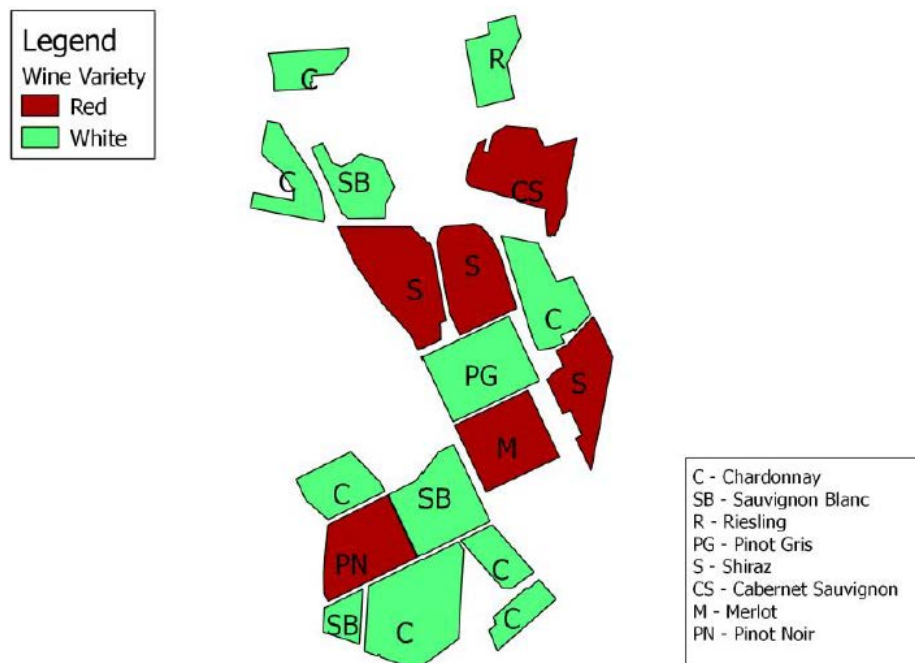 Legend
Wine Variety
Red
White
C
R
C
SB
CS
S
S
C
PG
S
M
C
SB
PN
C
SB
C
C
C - Chardonnay
SB - Sauvignon Blanc
R - Riesling
PG - Pinot Gris
S - Shiraz
CS - Cabernet Sauvignon
M - Merlot
PN - Pinot Noir